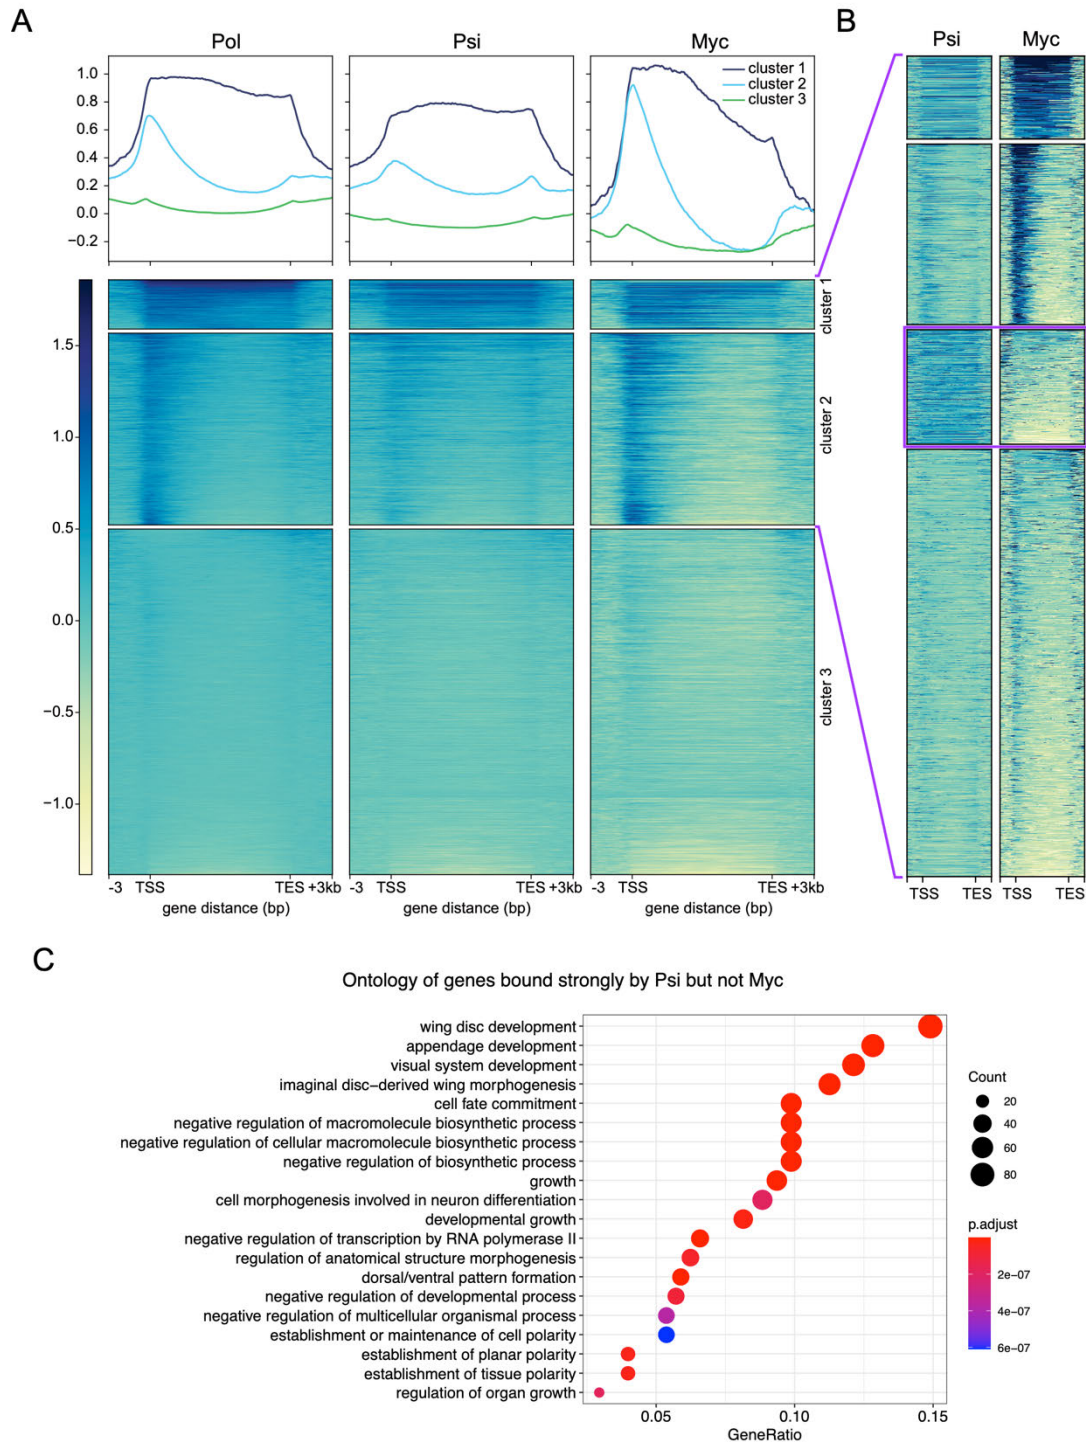 A
B
Pol
Psi
Myc
Psi
Myc
cluster 1
cluster 2
cluster 3
1.0
0.8
0.6
0.4
0.2
0.0
−0.2
1.5
1.0
0.5
0.0
−0.5
−1.0
cluster 1
cluster 2
cluster 3
-3 TSS TES +3kb
-3 TSS TES +3kb
-3 TSS TES +3kb
gene distance (bp)
gene distance (bp)
gene distance (bp)
TSS TES
TSS TES
C
Ontology of genes bound strongly by Psi but not Myc
wing disc development
appendage development
visual system development
imaginal disc−derived wing morphogenesis
cell fate commitment
negative regulation of macromolecule biosynthetic process
negative regulation of cellular macromolecule biosynthetic process
negative regulation of biosynthetic process
growth
cell morphogenesis involved in neuron differentiation
developmental growth
negative regulation of transcription by RNA polymerase II
regulation of anatomical structure morphogenesis
dorsal/ventral pattern formation
negative regulation of developmental process
negative regulation of multicellular organismal process
establishment or maintenance of cell polarity
establishment of planar polarity
establishment of tissue polarity
regulation of organ growth
0.05 0.10 0.15
GeneRatio
Count
20
40
60
80
p.adjust
2e−07
4e−07
6e−07